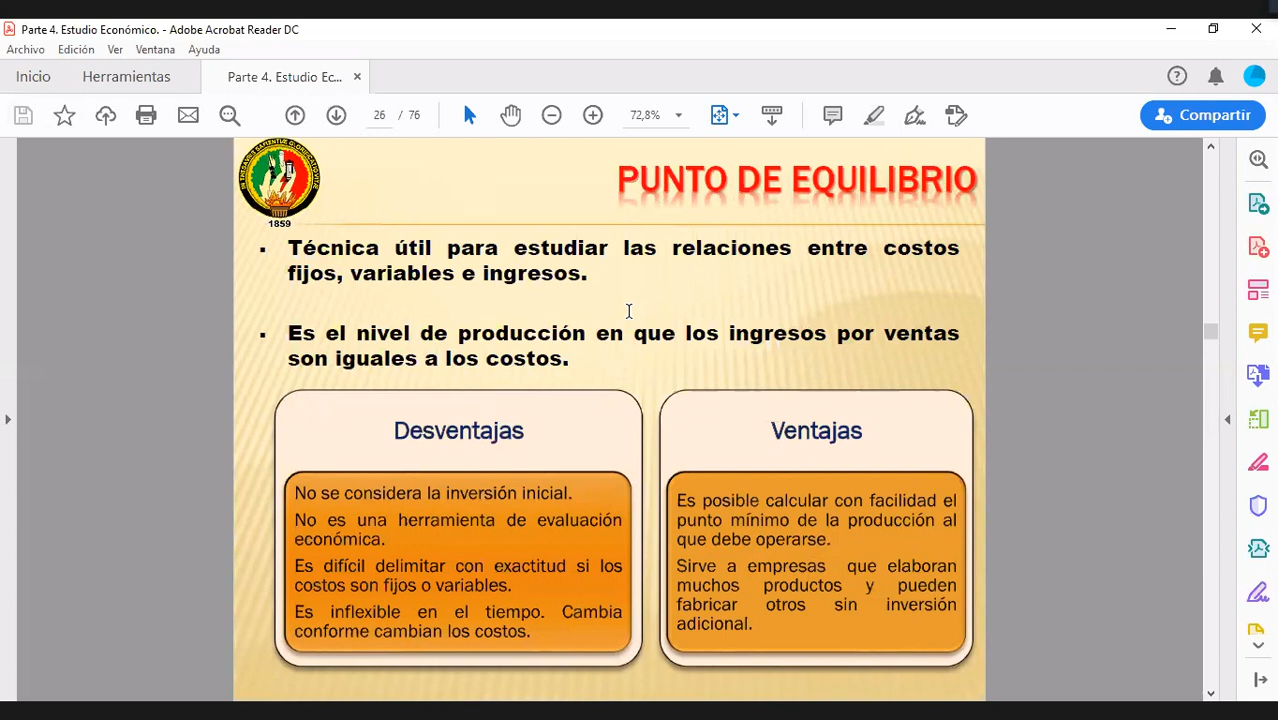 Parte 4. Estudio Económico. - Adobe Acrobat Reader DC
Archivo Edición Ver Ventana Ayuda
Inicio Herramientas Parte 4. Estudio Ec... ×
26 / 76 72,8% Compartir
PUNTO DE EQUILIBRIO
1859
▪ Técnica útil para estudiar las relaciones entre costos
fijos, variables e ingresos.
▪ Es el nivel de producción en que los ingresos por ventas
son iguales a los costos.
Desventajas
No se considera la inversión inicial.
No es una herramienta de evaluación
económica.
Es difícil delimitar con exactitud si los
costos son fijos o variables.
Es inflexible en el tiempo. Cambia
conforme cambian los costos.
Ventajas
Es posible calcular con facilidad el
punto mínimo de la producción al
que debe operarse.
Sirve a empresas que elaboran
muchos productos y pueden
fabricar otros sin inversión
adicional.